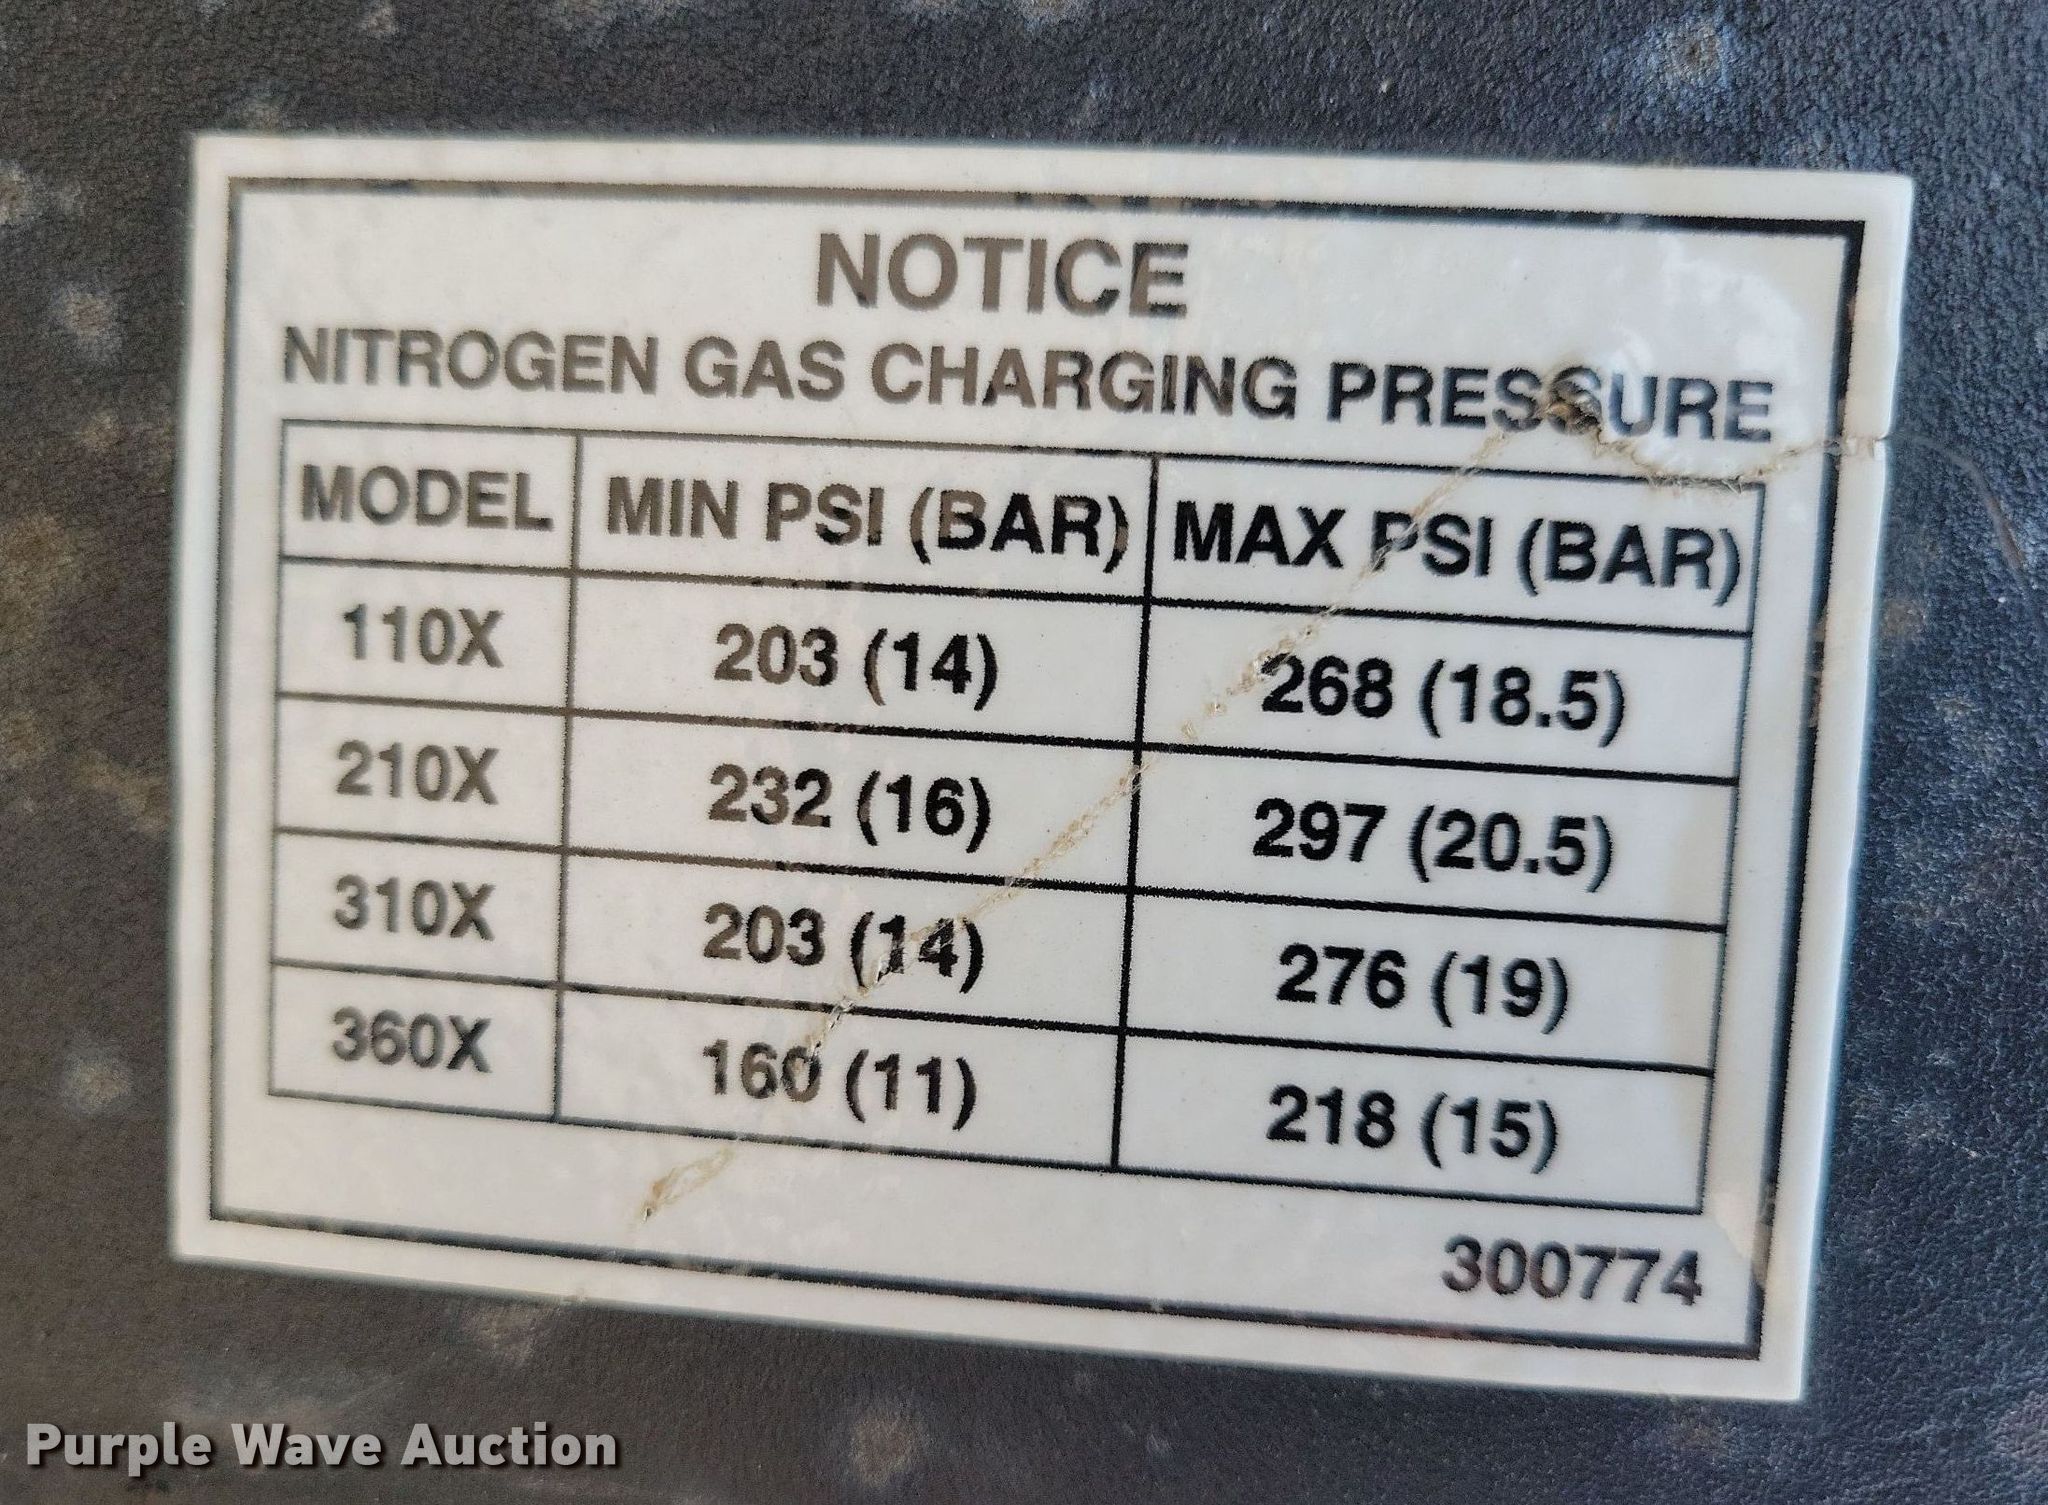 NOTICE
NITROGEN GAS CHARGING PRESSURE
MODEL MIN PSI (BAR) MAX PSI (BAR)
110X 203 (14) 268 (18.5)
210X 232 (16) 297 (20.5)
310X 203 (14) 276 (19)
360X 160 (11) 218 (15)
300774
Purple Wave Auction